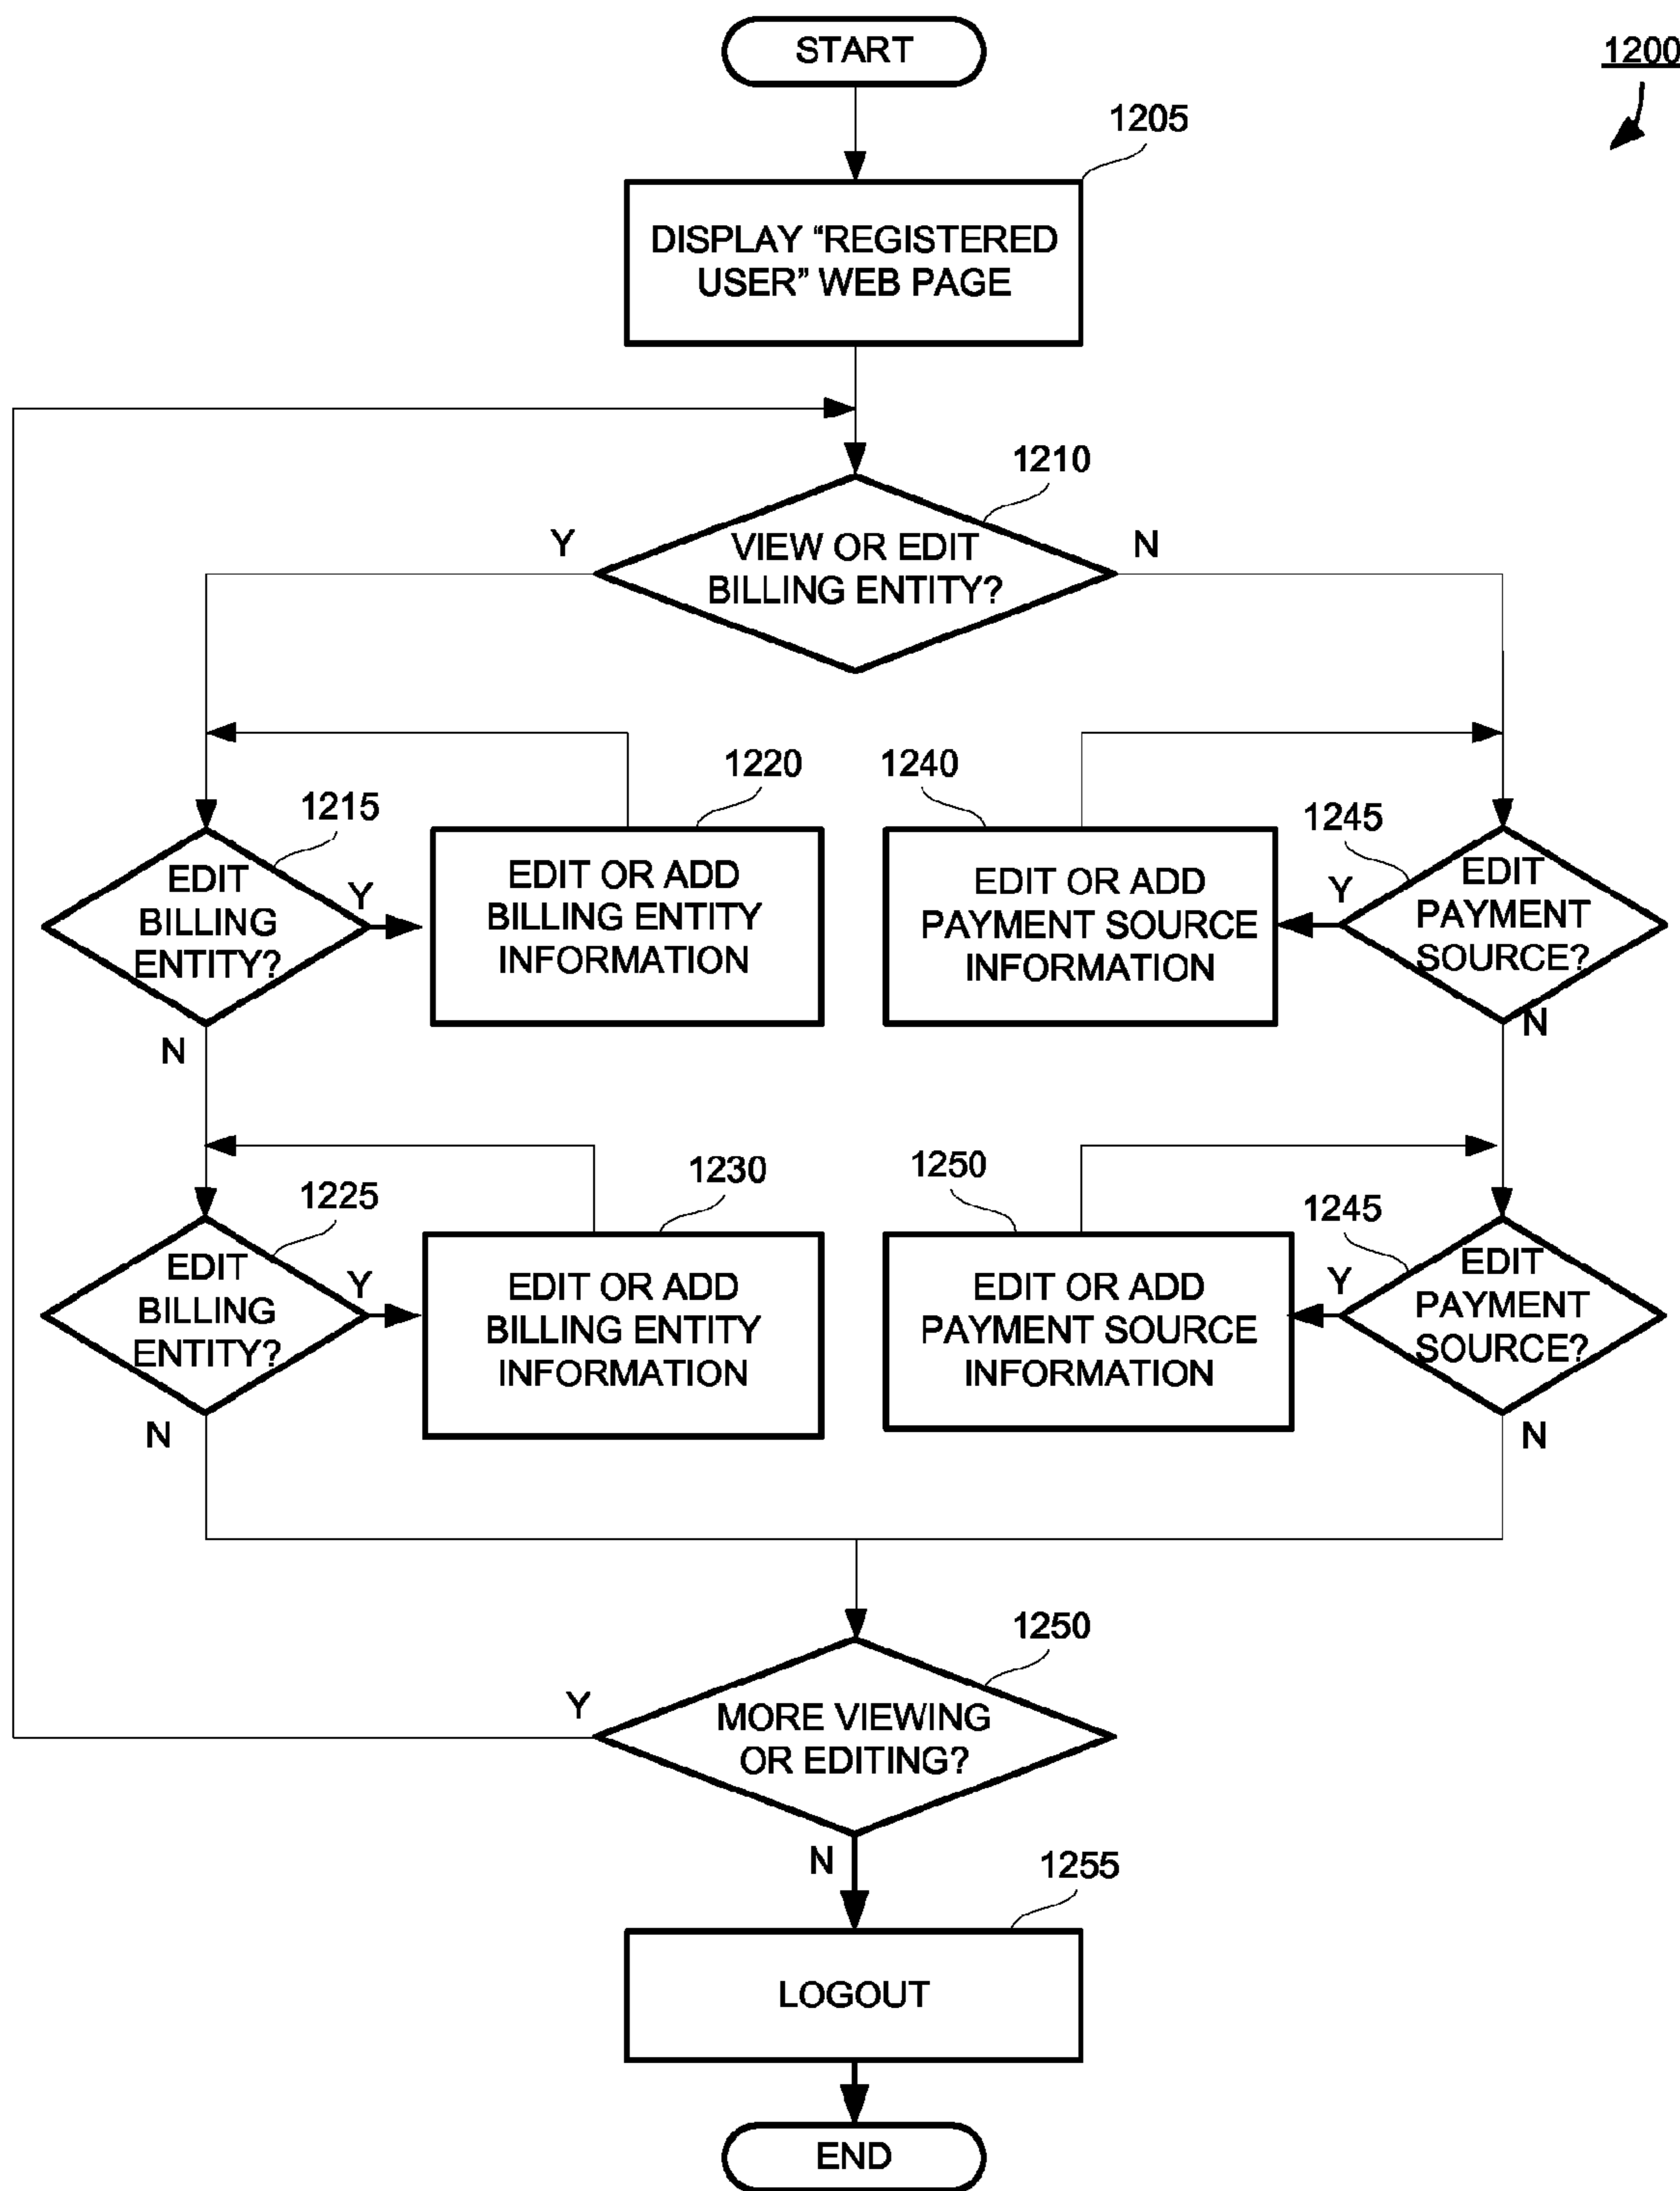 START
1200
1205
DISPLAY “REGISTERED
USER” WEB PAGE
1210
Y
VIEW OR EDIT
BILLING ENTITY?
N
1215
EDIT
BILLING
ENTITY?
Y
N
1220
EDIT OR ADD
BILLING ENTITY
INFORMATION
1240
EDIT OR ADD
PAYMENT SOURCE
INFORMATION
1245
Y
EDIT
PAYMENT
SOURCE?
N
1225
EDIT
BILLING
ENTITY?
Y
N
1230
EDIT OR ADD
BILLING ENTITY
INFORMATION
1250
EDIT OR ADD
PAYMENT SOURCE
INFORMATION
1245
Y
EDIT
PAYMENT
SOURCE?
N
1250
Y
MORE VIEWING
OR EDITING?
N
1255
LOGOUT
END